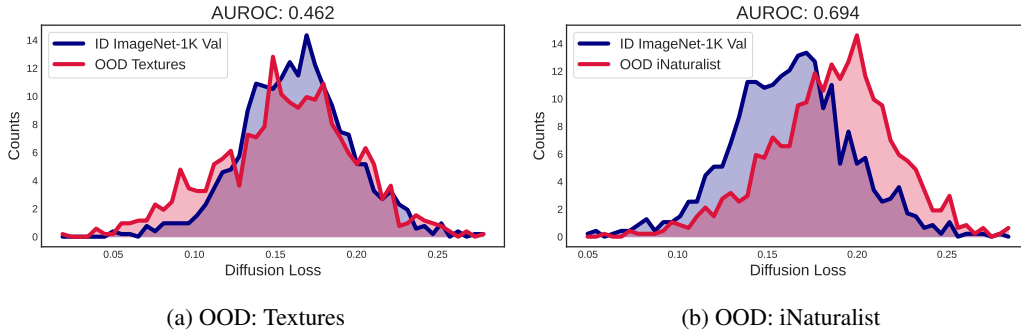 AUROC: 0.462
ID ImageNet-1K Val
OOD Textures
Counts
14
12
10
8
6
4
2
0
0.05
0.10
0.15
0.20
0.25
Diffusion Loss
(a) OOD: Textures
AUROC: 0.694
ID ImageNet-1K Val
OOD iNaturalist
Counts
14
12
10
8
6
4
2
0
0.05
0.10
0.15
0.20
0.25
Diffusion Loss
(b) OOD: iNaturalist